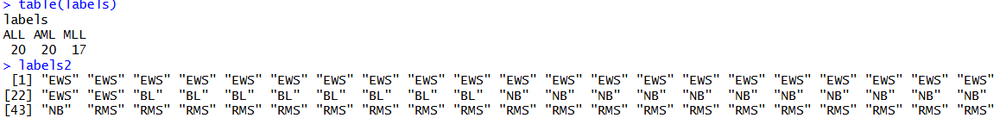 > table(labels)
labels
ALL AML MLL
 20  20  17
> labels2
 [1] "EWS" "EWS" "EWS" "EWS" "EWS" "EWS" "EWS" "EWS" "EWS" "EWS" "EWS" "EWS" "EWS" "EWS" "EWS" "EWS" "EWS" "EWS" "EWS" "EWS" "EWS"
[22] "EWS" "EWS" "BL" "BL" "BL" "BL" "BL" "BL" "BL" "BL" "NB" "NB" "NB" "NB" "NB" "NB" "NB" "NB" "NB" "NB" "NB"
[43] "NB" "RMS" "RMS" "RMS" "RMS" "RMS" "RMS" "RMS" "RMS" "RMS" "RMS" "RMS" "RMS" "RMS" "RMS" "RMS" "RMS" "RMS" "RMS" "RMS" "RMS"